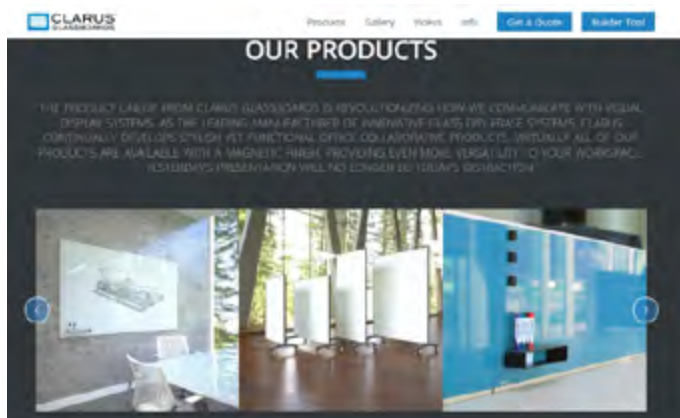 CLARUS
GLASSBOARDS
Products Gallery Videos Info Get a Quote Builder Tool
OUR PRODUCTS
THE PRODUCT LINEUP FROM CLARUS GLASSBOARDS IS REVOLUTIONIZING HOW WE COMMUNICATE WITH VISUAL
DISPLAY SYSTEMS. AS THE LEADING MANUFACTURER OF INNOVATIVE GLASS DRY-ERASE SYSTEMS, CLARUS
CONTINUALLY DEVELOPS STYLISH YET FUNCTIONAL OFFICE COLLABORATIVE PRODUCTS. VIRTUALLY ALL OF OUR
PRODUCTS ARE AVAILABLE WITH A MAGNETIC FINISH, PROVIDING EVEN MORE VERSATILITY TO YOUR WORKSPACE.
YESTERDAY'S PRESENTATION WILL NO LONGER BE TODAY'S DISTRACTION.